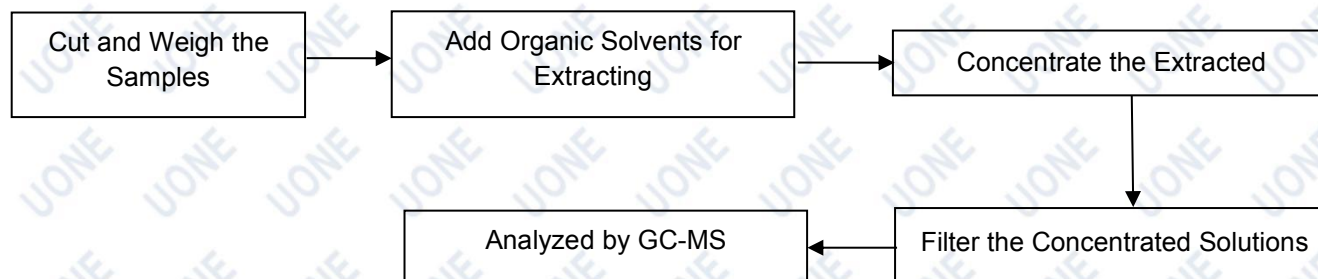 Cut and Weigh the
Samples
Add Organic Solvents for
Extracting
Concentrate the Extracted
Filter the Concentrated Solutions
Analyzed by GC-MS
UONE